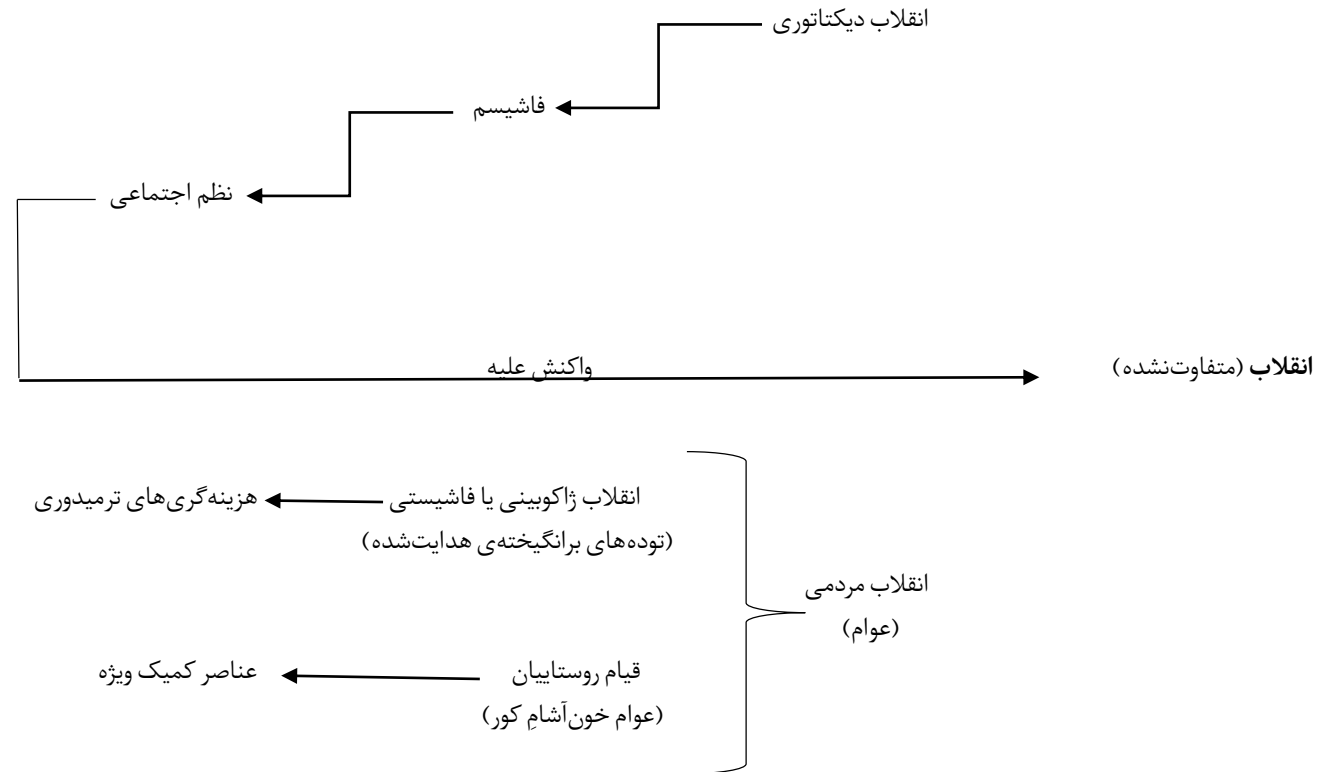 انقلاب دیکتاتوری
فاشیسم
نظم اجتماعی
انقلاب (متفاوت‌نشده)
واکنش علیه
انقلاب ژاکوبینی یا فاشیستی
(توده‌های برانگیخته‌ی هدایت‌شده)
هزینه‌گری‌های ترمیدوری
انقلاب مردمی
(عوام)
قیام روستاییان
(عوام خون‌آشامِ کور)
عناصر کمیک ویژه